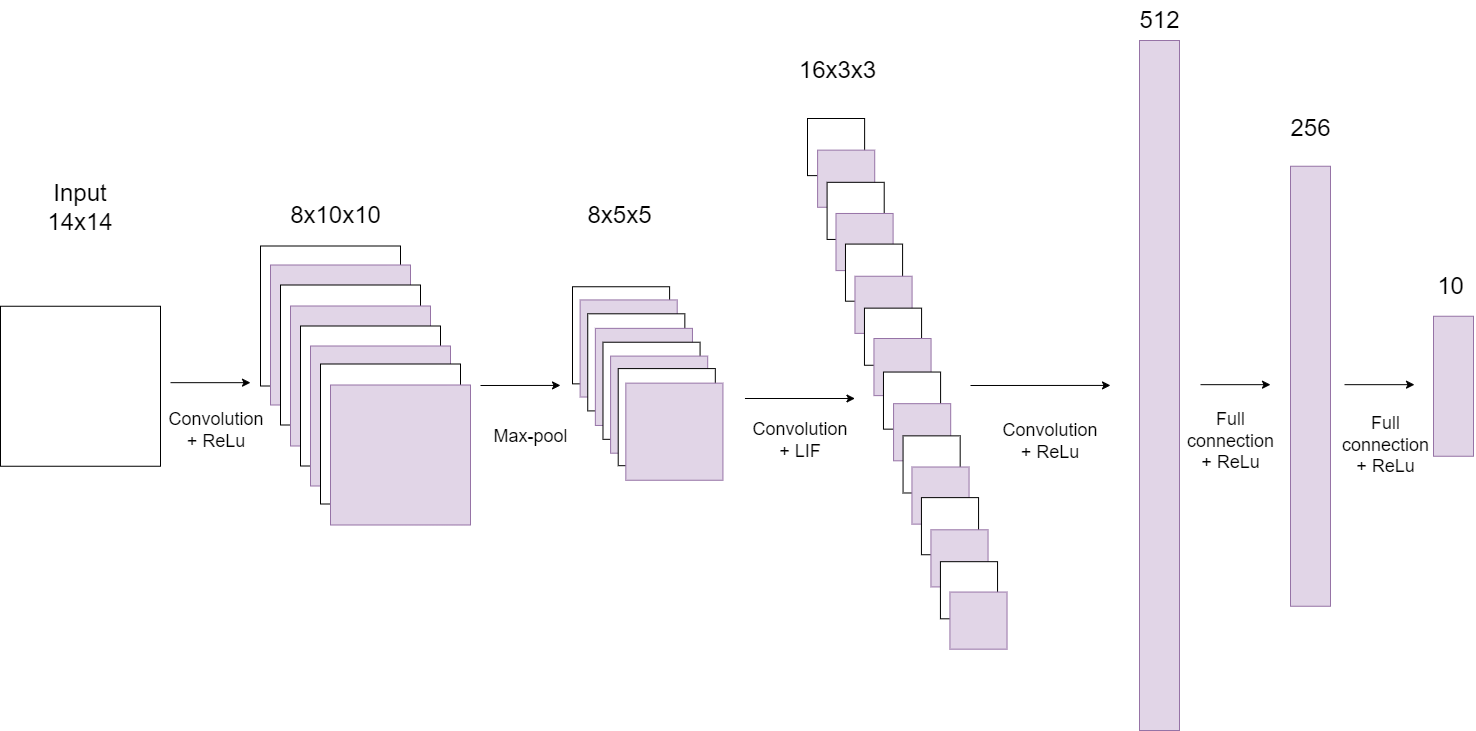 Input
14x14
Convolution
+ ReLu
8x10x10
Max-pool
8x5x5
Convolution
+ LIF
16x3x3
Convolution
+ ReLu
512
Full
connection
+ ReLu
256
Full
connection
+ ReLu
10